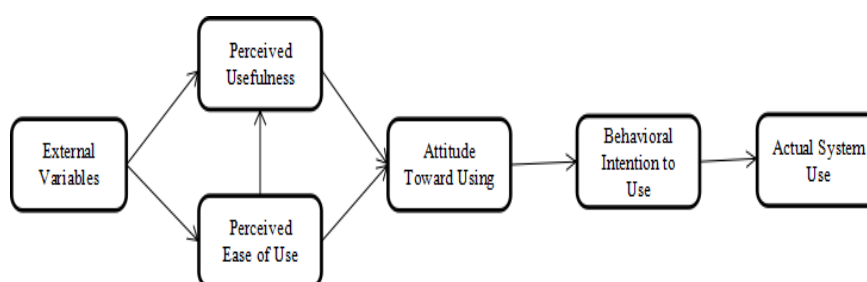 Perceived
Usefulness
External
Variables
Perceived
Ease of Use
Attitude
Toward Using
Behavioral
Intention to
Use
Actual System
Use